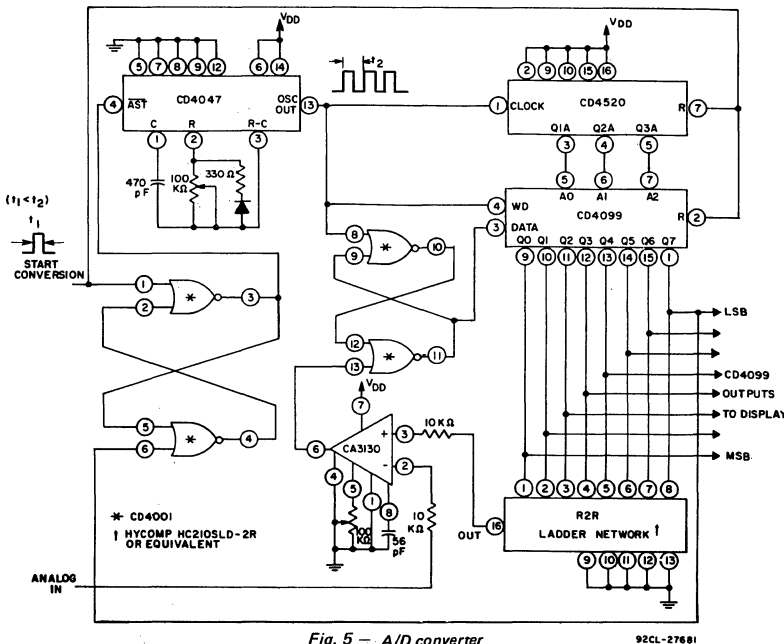 VDD
VDD
5 7 8 9 12
6 14
t2
2 9 10 15 16
4 AST
CD4047
OSC OUT 13
1 CLOCK
CD4520
R 7
C R R-C
1 2 3
Q1A Q2A Q3A
3 4 5
470 pF
100 KΩ
330 Ω
5 6 7
A0 A1 A2
4 WD
CD4099
3 DATA
R 2
Q0 Q1 Q2 Q3 Q4 Q5 Q6 Q7
9 10 11 12 13 14 15 1
(t1 < t2)
t1
START
CONVERSION
1
2
*
3
8
9
*
10
12
13
*
11
5
6
*
4
LSB
CD4099
OUTPUTS
TO DISPLAY
MSB
VDD
7
6
CA3130
+
-
3
10KΩ
2
4
5
1
8
100 KΩ
56 pF
10 KΩ
1 2 3 4 5 6 7 8
OUT 16
R2R
LADDER NETWORK †
9 10 11 12 13
* CD4001
† HYCOMP HC210SLD-2R
OR EQUIVALENT
ANALOG
IN
Fig. 5 — A/D converter
92CL-27681